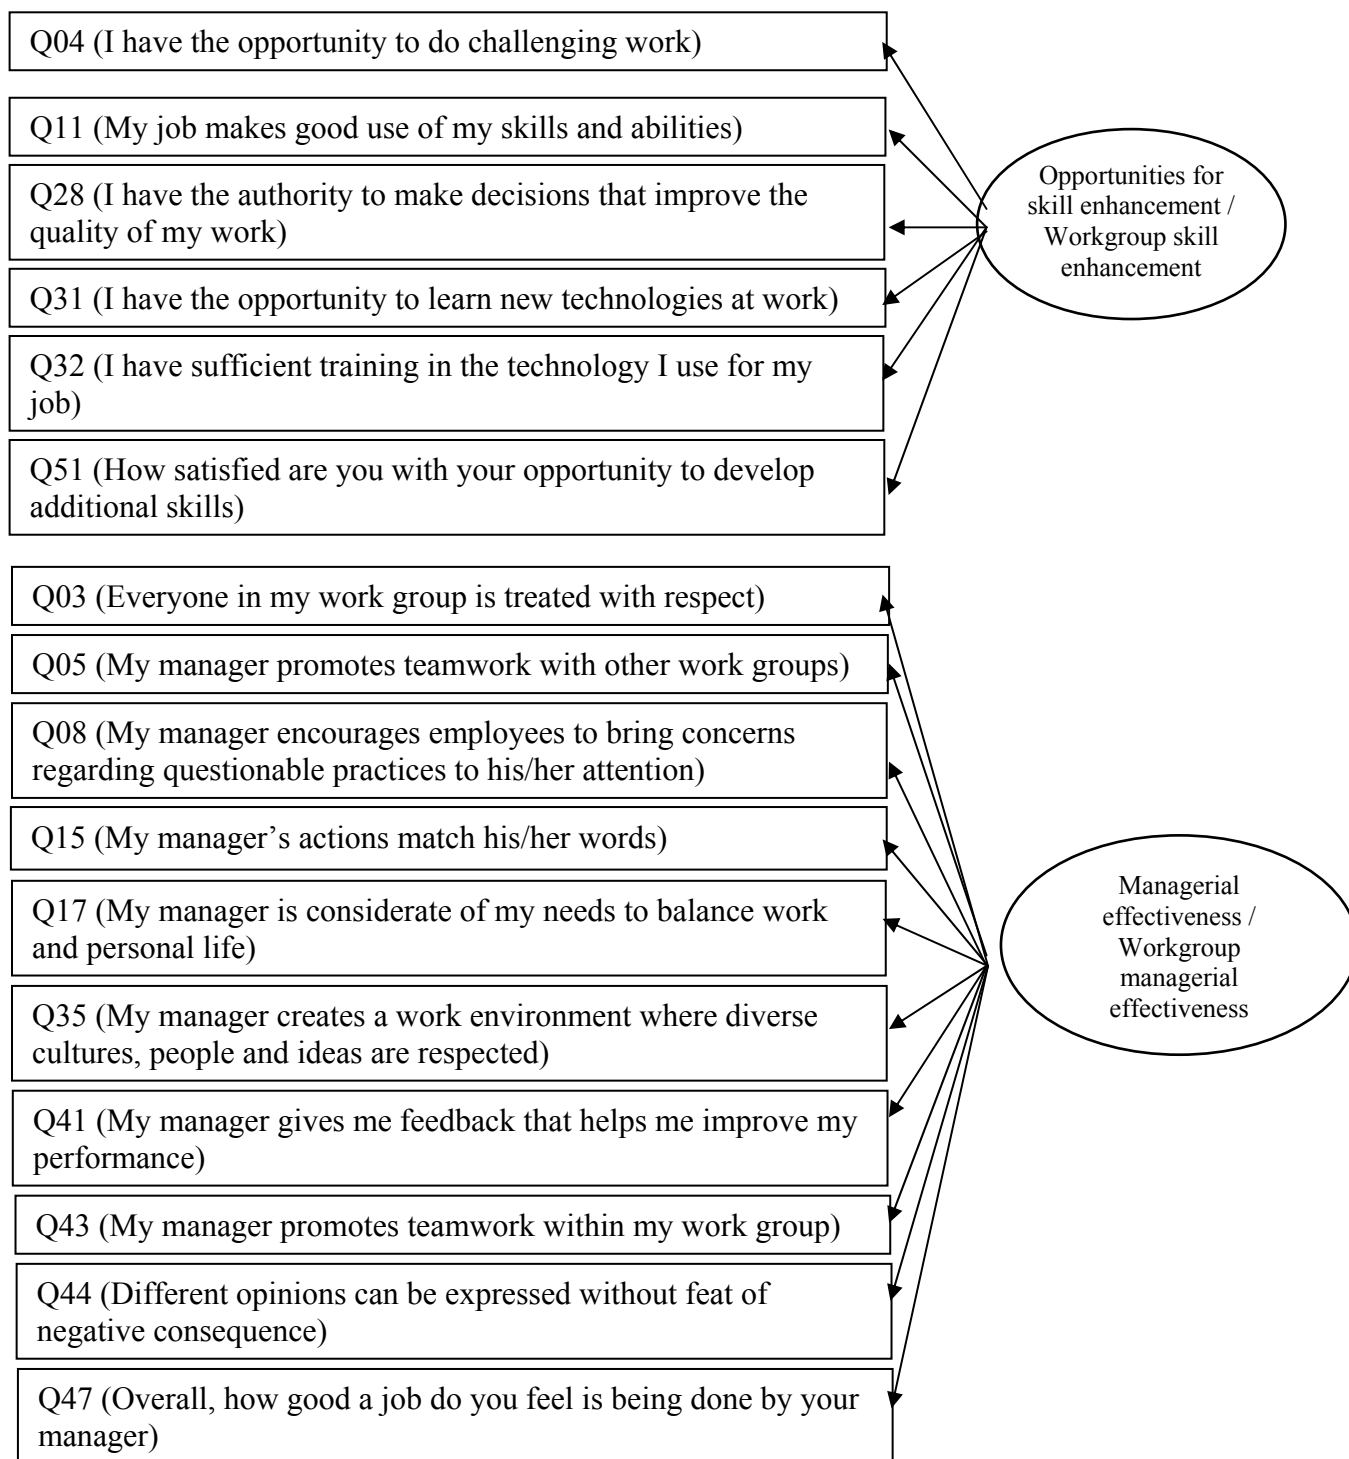 Q04 (I have the opportunity to do challenging work)
Q11 (My job makes good use of my skills and abilities)
Q28 (I have the authority to make decisions that improve the
quality of my work)
Q31 (I have the opportunity to learn new technologies at work)
Q32 (I have sufficient training in the technology I use for my
job)
Q51 (How satisfied are you with your opportunity to develop
additional skills)
Opportunities for
skill enhancement /
Workgroup skill
enhancement
Q03 (Everyone in my work group is treated with respect)
Q05 (My manager promotes teamwork with other work groups)
Q08 (My manager encourages employees to bring concerns
regarding questionable practices to his/her attention)
Q15 (My manager’s actions match his/her words)
Q17 (My manager is considerate of my needs to balance work
and personal life)
Q35 (My manager creates a work environment where diverse
cultures, people and ideas are respected)
Q41 (My manager gives me feedback that helps me improve my
performance)
Q43 (My manager promotes teamwork within my work group)
Q44 (Different opinions can be expressed without feat of
negative consequence)
Q47 (Overall, how good a job do you feel is being done by your
manager)
Managerial
effectiveness /
Workgroup
managerial
effectiveness